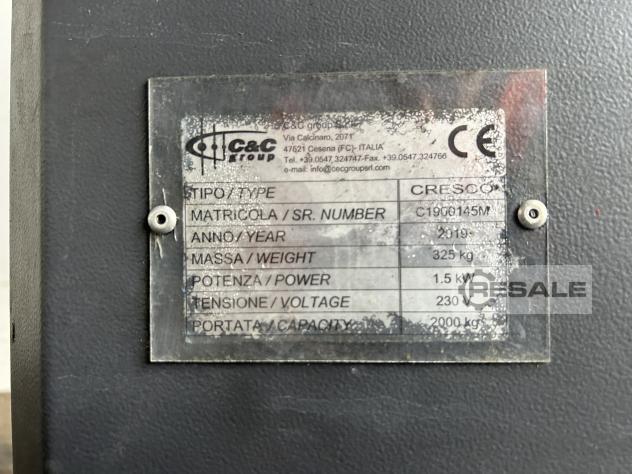 C&C group
C&C group
Via Calcinaro, 2071
47521 Cesena (FC)- ITALIA
Tel. +39.0547.324747-Fax. +39.0547.324766
e-mail: info@cecgroupsrl.com
CE
TIPO / TYPE CRESCO
MATRICOLA / SR. NUMBER C1900145M
ANNO / YEAR 2019
MASSA / WEIGHT 325 kg
POTENZA / POWER 1.5 kW
TENSIONE / VOLTAGE 230 V
PORTATA / CAPACITY 2000 kg
RESALE